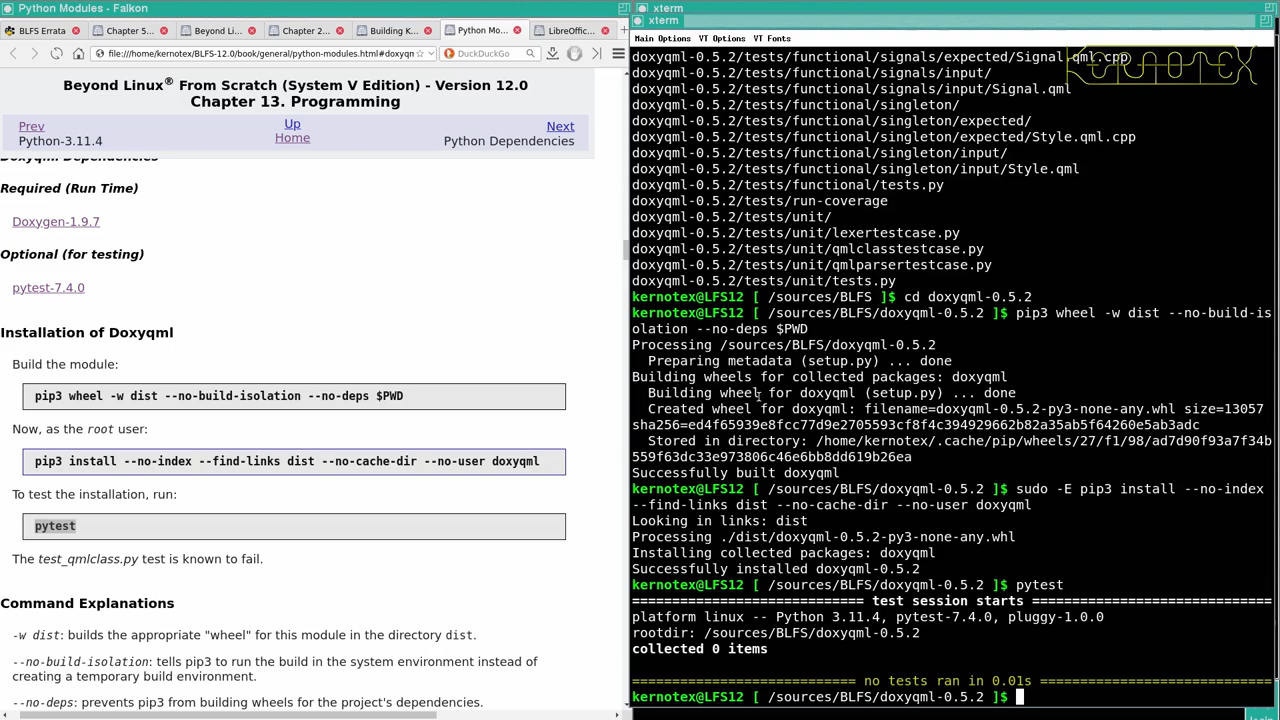 Python Modules - Falkon
BLFS Errata
Chapter 5...
Beyond Li...
Chapter 2...
Building K...
Python Mo...
LibreOffic...
file:///home/kernotex/BLFS-12.0/book/general/python-modules.html#doxyqn
DuckDuckGo
Beyond Linux® From Scratch (System V Edition) - Version 12.0
Chapter 13. Programming
Prev
Up
Next
Python-3.11.4
Home
Python Dependencies
Doxyqml Dependencies
Required (Run Time)
Doxygen-1.9.7
Optional (for testing)
pytest-7.4.0
Installation of Doxyqml
Build the module:
pip3 wheel -w dist --no-build-isolation --no-deps $PWD
Now, as the root user:
pip3 install --no-index --find-links dist --no-cache-dir --no-user doxyqml
To test the installation, run:
pytest
The test_qmlclass.py test is known to fail.
Command Explanations
-w dist: builds the appropriate "wheel" for this module in the directory dist.
--no-build-isolation: tells pip3 to run the build in the system environment instead of
creating a temporary build environment.
--no-deps: prevents pip3 from building wheels for the project's dependencies.
xterm
xterm
Main Options VT Options VT Fonts
KERNOTEX
doxyqml-0.5.2/tests/functional/signals/expected/Signal.qml.cpp
doxyqml-0.5.2/tests/functional/signals/input/
doxyqml-0.5.2/tests/functional/signals/input/Signal.qml
doxyqml-0.5.2/tests/functional/singleton/
doxyqml-0.5.2/tests/functional/singleton/expected/
doxyqml-0.5.2/tests/functional/singleton/expected/Style.qml.cpp
doxyqml-0.5.2/tests/functional/singleton/input/
doxyqml-0.5.2/tests/functional/singleton/input/Style.qml
doxyqml-0.5.2/tests/functional/tests.py
doxyqml-0.5.2/tests/run-coverage
doxyqml-0.5.2/tests/unit/
doxyqml-0.5.2/tests/unit/lexertestcase.py
doxyqml-0.5.2/tests/unit/qmlclasstestcase.py
doxyqml-0.5.2/tests/unit/qmlparsertestcase.py
doxyqml-0.5.2/tests/unit/tests.py
kernotex@LFS12 [ /sources/BLFS ]$ cd doxyqml-0.5.2
kernotex@LFS12 [ /sources/BLFS/doxyqml-0.5.2 ]$ pip3 wheel -w dist --no-build-is
olation --no-deps $PWD
Processing /sources/BLFS/doxyqml-0.5.2
Preparing metadata (setup.py) ... done
Building wheels for collected packages: doxyqml
Building wheel for doxyqml (setup.py) ... done
Created wheel for doxyqml: filename=doxyqml-0.5.2-py3-none-any.whl size=13057
sha256=ed4f65939e8fcc77d9e2705593cf8f4c394929662b82a35ab5f64260e5ab3adc
Stored in directory: /home/kernotex/.cache/pip/wheels/27/f1/98/ad7d90f93a7f34b
559f63dc33e973806c46e6bb8dd619b26ea
Successfully built doxyqml
kernotex@LFS12 [ /sources/BLFS/doxyqml-0.5.2 ]$ sudo -E pip3 install --no-index
--find-links dist --no-cache-dir --no-user doxyqml
Looking in links: dist
Processing ./dist/doxyqml-0.5.2-py3-none-any.whl
Installing collected packages: doxyqml
Successfully installed doxyqml-0.5.2
kernotex@LFS12 [ /sources/BLFS/doxyqml-0.5.2 ]$ pytest
============================ test session starts =============================
platform linux -- Python 3.11.4, pytest-7.4.0, pluggy-1.0.0
rootdir: /sources/BLFS/doxyqml-0.5.2
collected 0 items
=========================== no tests ran in 0.01s ============================
kernotex@LFS12 [ /sources/BLFS/doxyqml-0.5.2 ]$